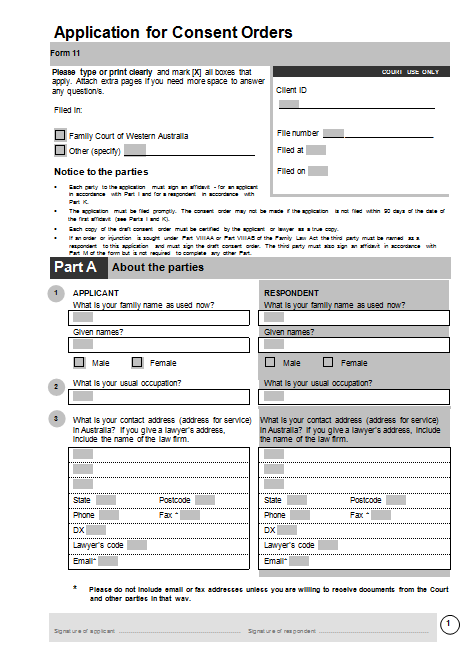 Application for Consent Orders
Form 11
Please type or print clearly and mark [X] all boxes that
apply. Attach extra pages if you need more space to answer
any question/s.
Filed in:
Family Court of Western Australia
Other (specify)
COURT USE ONLY
Client ID
File number
Filed at
Filed on
Notice to the parties
• Each party to the application must sign an affidavit - for an applicant
in accordance with Part I and for a respondent in accordance with
Part K.
• The application must be filed promptly. The consent order may not be made if the application is not filed within 90 days of the date of
the first affidavit (see Parts I and K).
• Each copy of the draft consent order must be certified by the applicant or lawyer as a true copy.
• If an order or injunction is sought under Part VIIIAA or Part VIIIAB of the Family Law Act the third party must be named as a
respondent to this application and must sign the draft consent order. The third party must also sign an affidavit in accordance with
Part M of the form but is not required to complete any other Part.
Part A About the parties
1 APPLICANT RESPONDENT
What is your family name as used now? What is your family name as used now?
Given names? Given names?
Male Female Male Female
2 What is your usual occupation? What is your usual occupation?
3 What is your contact address (address for service) What is your contact address (address for service)
in Australia? If you give a lawyer's address, in Australia? If you give a lawyer's address,
include the name of the law firm. include the name of the law firm.
State Postcode State Postcode
Phone Fax * Phone Fax *
DX DX
Lawyer's code Lawyer's code
Email* Email*
* Please do not include email or fax addresses unless you are willing to receive documents from the Court
and other parties in that way.
Signature of applicant Signature of respondent
1